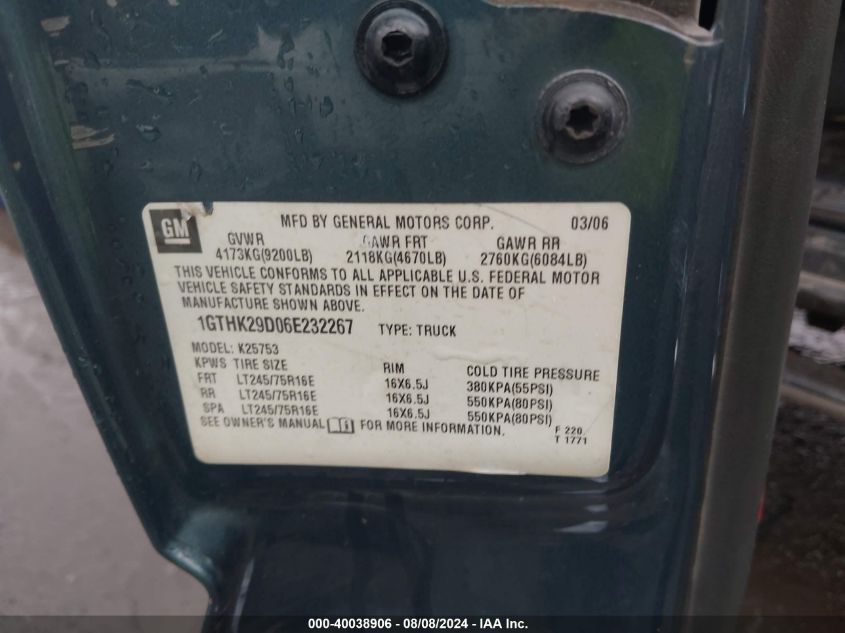 GM
MFD BY GENERAL MOTORS CORP. 03/06
GVWR GAWR FRT GAWR RR
4173KG(9200LB) 2118KG(4670LB) 2760KG(6084LB)
THIS VEHICLE CONFORMS TO ALL APPLICABLE U.S. FEDERAL MOTOR
VEHICLE SAFETY STANDARDS IN EFFECT ON THE DATE OF
MANUFACTURE SHOWN ABOVE.
1GTHK29D06E232267 TYPE: TRUCK
MODEL: K25753
KPWS TIRE SIZE RIM COLD TIRE PRESSURE
FRT LT245/75R16E 16X6.5J 380KPA(55PSI)
RR LT245/75R16E 16X6.5J 550KPA(80PSI)
SPA LT245/75R16E 16X6.5J 550KPA(80PSI)
SEE OWNER'S MANUAL FOR MORE INFORMATION. F 220
T 1771
000-40038906 - 08/08/2024 - IAA Inc.